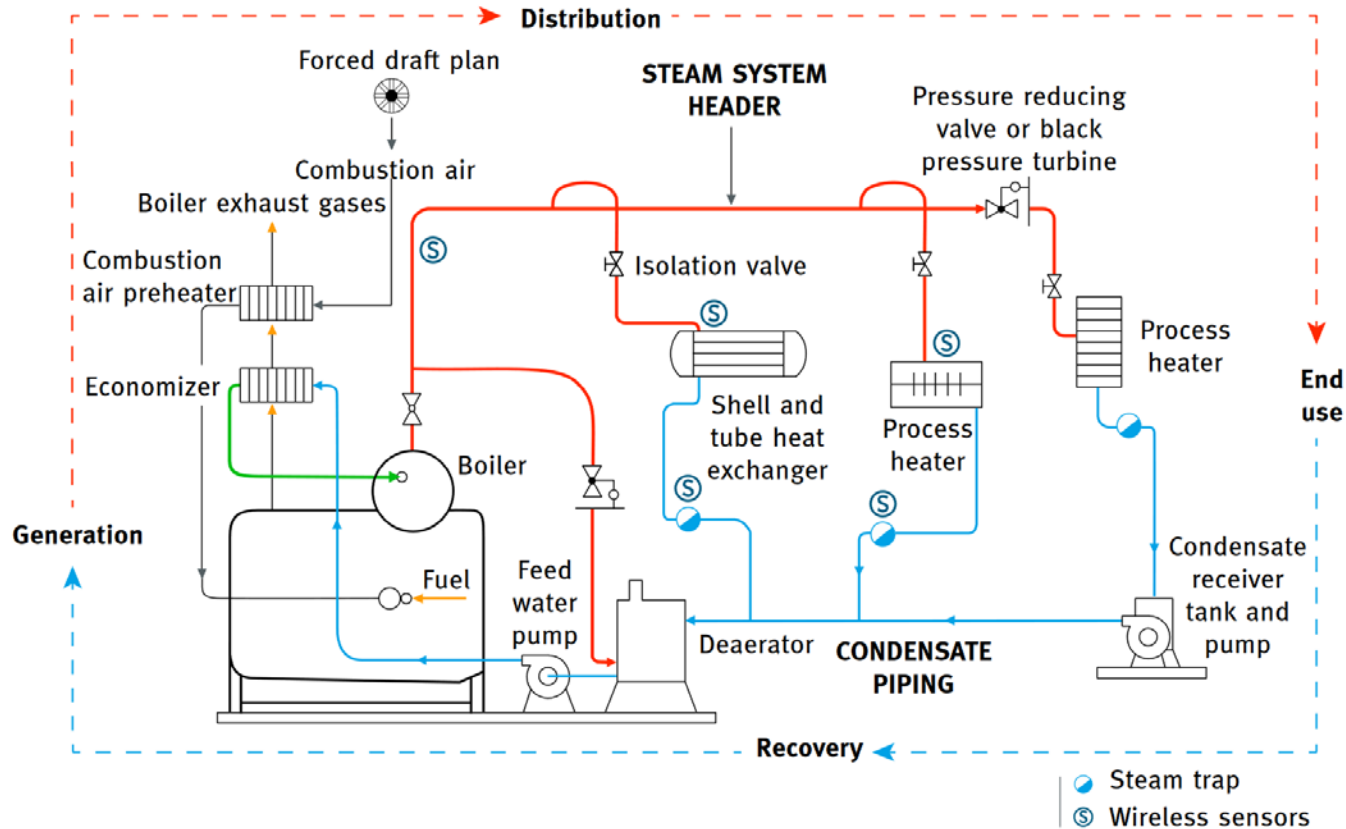 Distribution
Forced draft plan
STEAM SYSTEM
HEADER
Pressure reducing
valve or black
pressure turbine
Combustion air
Boiler exhaust gases
S
Combustion
air preheater
Isolation valve
S
S
Process
heater
Economizer
End
use
Shell and
tube heat
exchanger
Process
heater
Boiler
S
S
Generation
Fuel
Feed
water
pump
Condensate
receiver
tank and
pump
Deaerator
CONDENSATE
PIPING
Recovery
Steam trap
S Wireless sensors